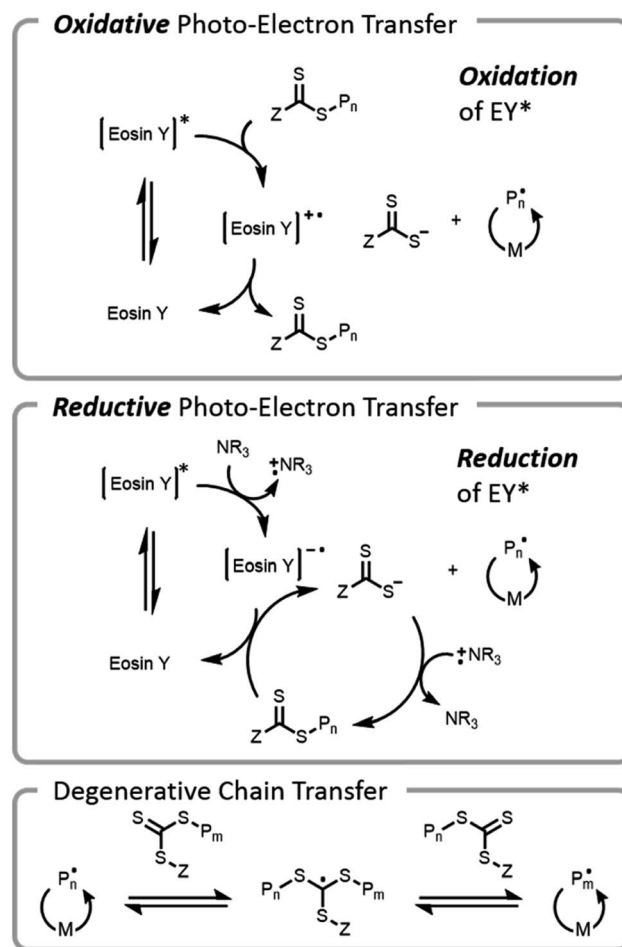 Oxidative Photo-Electron Transfer
S
Oxidation
of EY*
Z S Pn
[Eosin Y]*
[Eosin Y]+• S + Pn•
Z S− M
Eosin Y S
Z S Pn
Reductive Photo-Electron Transfer
NR3 +•NR3
Reduction
of EY*
[Eosin Y]*
[Eosin Y]−• S + Pn•
Z S− M
Eosin Y +•NR3
S
Z S Pn NR3
Degenerative Chain Transfer
S S Pm Pn S S
Pn• S Pn S • S Pm S Pm•
M Z S Z Z M